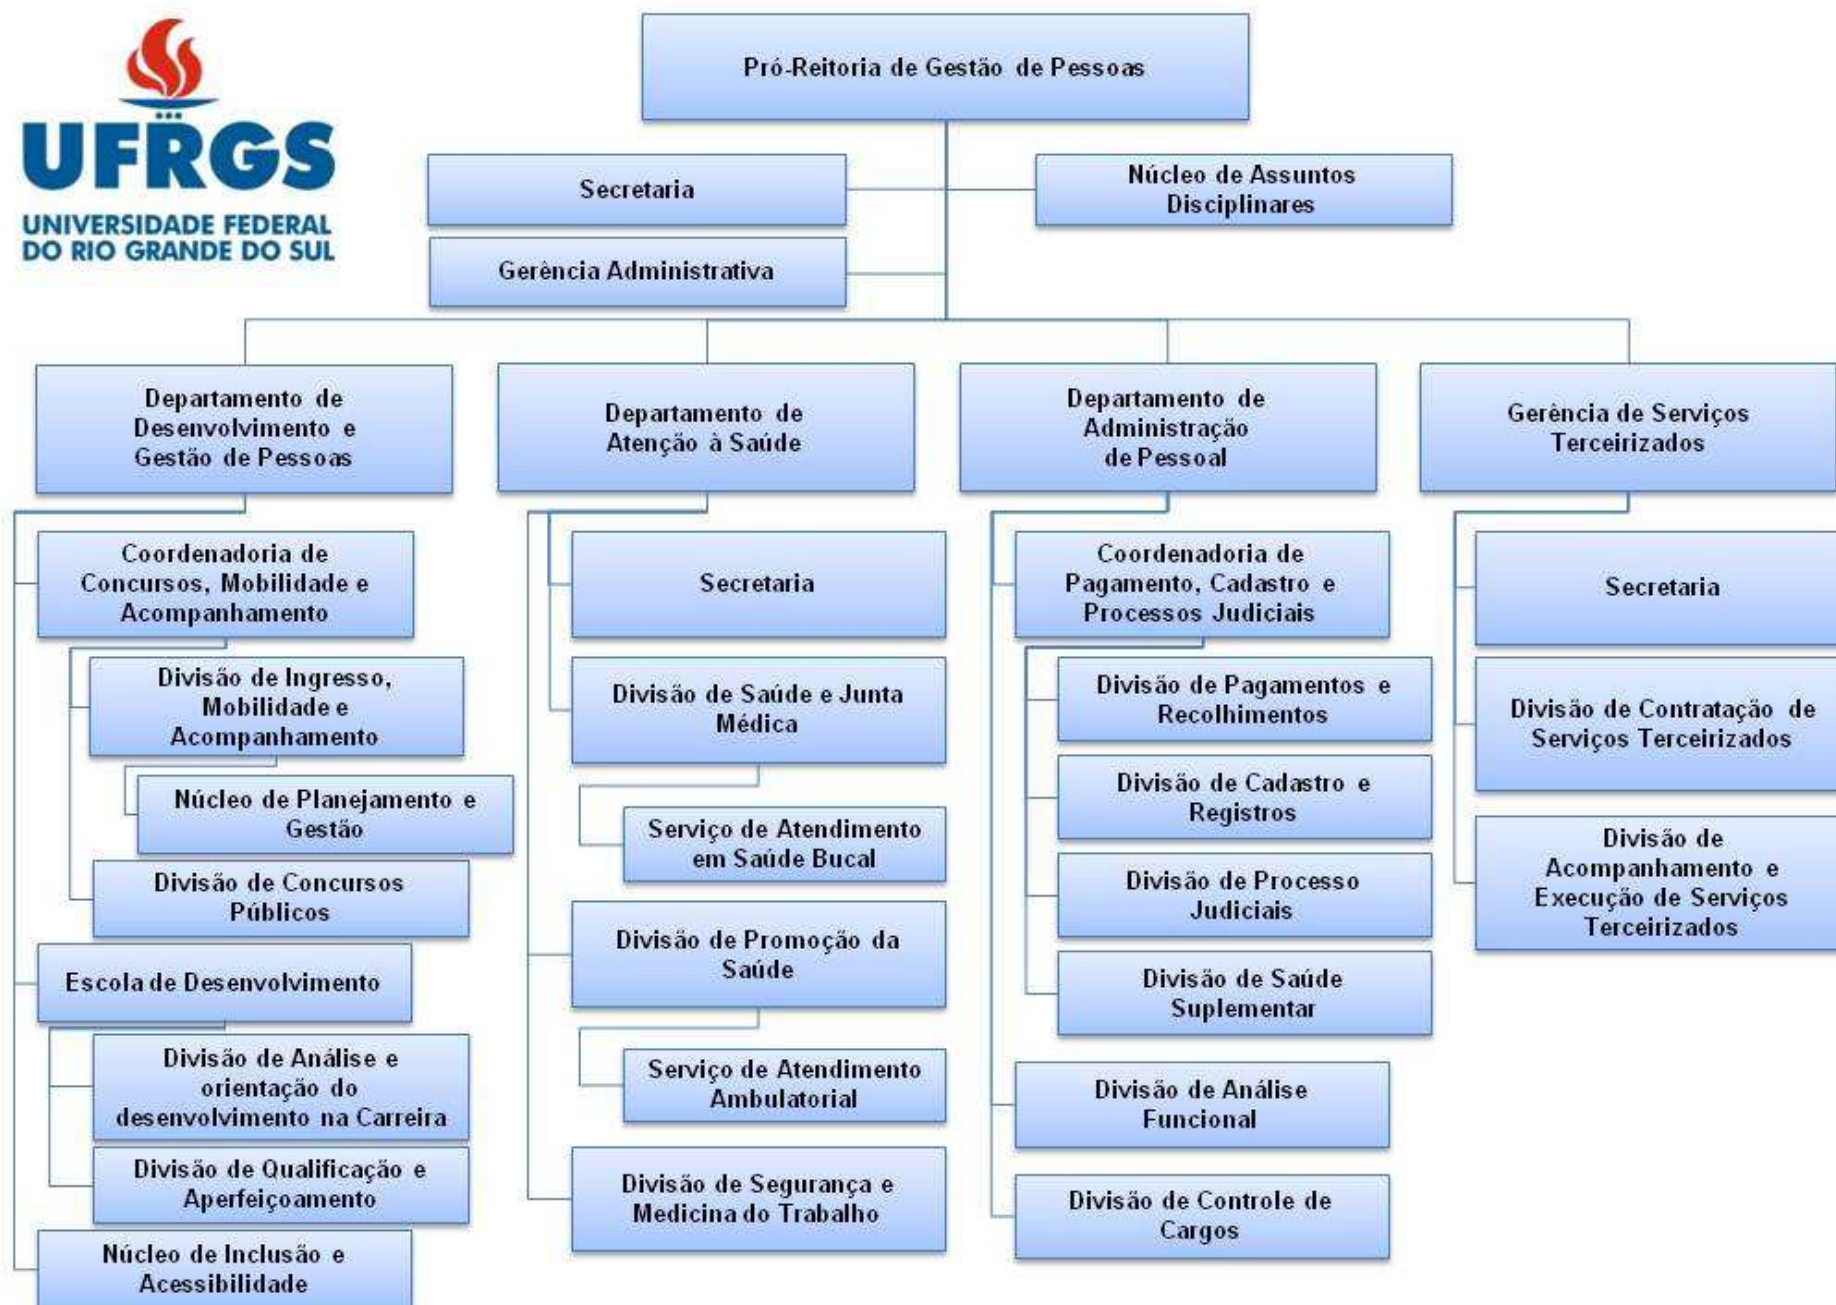 UFRGS
UNIVERSIDADE FEDERAL
DO RIO GRANDE DO SUL
Pró-Reitoria de Gestão de Pessoas
Secretaria
Núcleo de Assuntos
Disciplinares
Gerência Administrativa
Departamento de
Desenvolvimento e
Gestão de Pessoas
Coordenadoria de
Concursos, Mobilidade e
Acompanhamento
Divisão de Ingresso,
Mobilidade e
Acompanhamento
Núcleo de Planejamento e
Gestão
Divisão de Concursos
Públicos
Escola de Desenvolvimento
Divisão de Análise e
orientação do
desenvolvimento na Carreira
Divisão de Qualificação e
Aperfeiçoamento
Núcleo de Inclusão e
Acessibilidade
Departamento de
Atenção à Saúde
Secretaria
Divisão de Saúde e Junta
Médica
Serviço de Atendimento
em Saúde Bucal
Divisão de Promoção da
Saúde
Serviço de Atendimento
Ambulatorial
Divisão de Segurança e
Medicina do Trabalho
Departamento de
Administração
de Pessoal
Coordenadoria de
Pagamento, Cadastro e
Processos Judiciais
Divisão de Pagamentos e
Recolhimentos
Divisão de Cadastro e
Registros
Divisão de Processo
Judiciais
Divisão de Saúde
Suplementar
Divisão de Análise
Funcional
Divisão de Controle de
Cargos
Gerência de Serviços
Terceirizados
Secretaria
Divisão de Contratação de
Serviços Terceirizados
Divisão de
Acompanhamento e
Execução de Serviços
Terceirizados